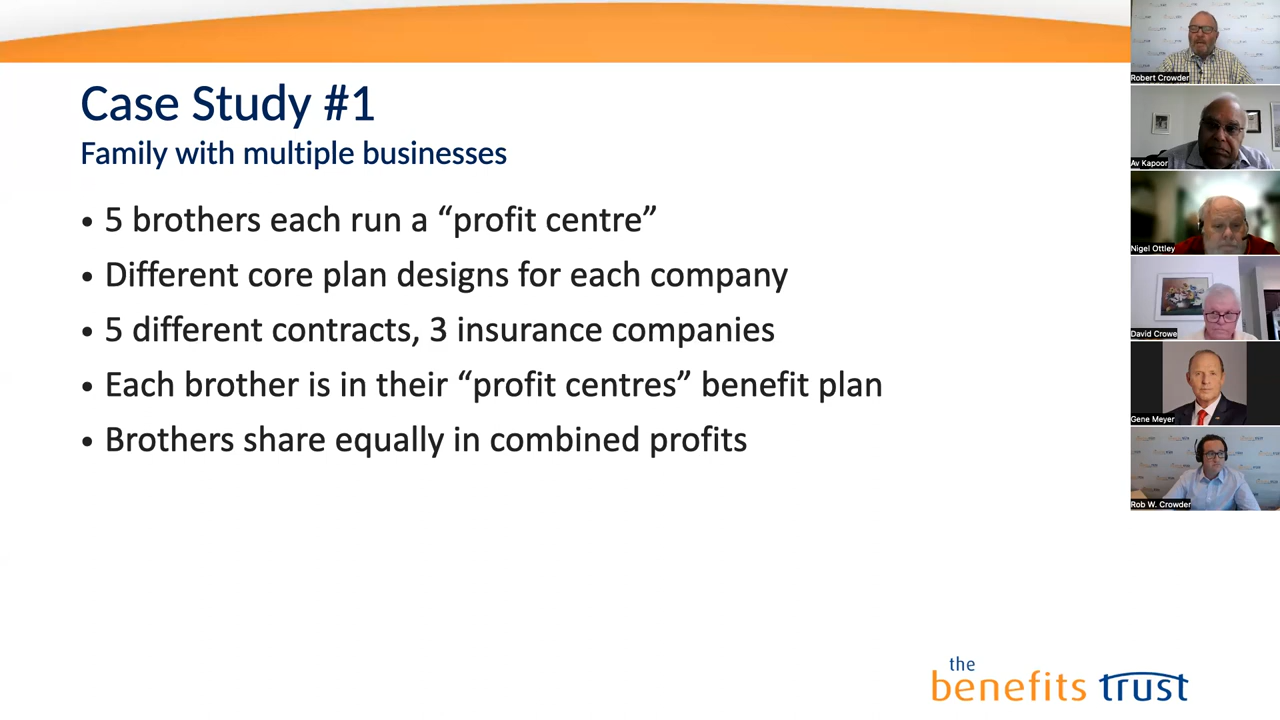 Case Study #1
Family with multiple businesses
• 5 brothers each run a “profit centre”
• Different core plan designs for each company
• 5 different contracts, 3 insurance companies
• Each brother is in their “profit centres” benefit plan
• Brothers share equally in combined profits
Robert Crowder
Av Kapoor
Nigel Ottley
David Crowe
Gene Meyer
Rob W. Crowder
the
benefits trust